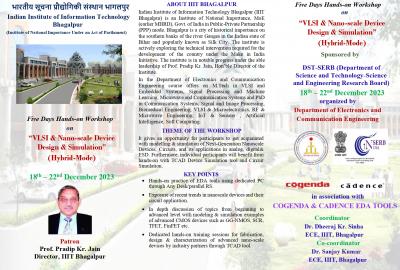 भारतीय सूचना प्रौद्योगिकी संस्थान भागलपुर
Indian Institute of Information Technology
Bhagalpur
(Institute of National Importance Under an Act of Parliament)
Five Days Hands-on Workshop
on
"VLSI & Nano-scale Device
Design & Simulation"
(Hybrid-Mode)
18th – 22nd December 2023
Patron
Prof. Pradip Kr. Jain
Director, IIIT Bhagalpur
ABOUT IIIT BHAGALPUR
Indian Institute of Information Technology (IIIT
Bhagalpur) is an Institute of National Importance,
(under MHRD), Govt of India in Public-Private Partnership
(PPP) mode. Bhagalpur is a city of historical importance on
the southern banks of the river Ganges in the Indian state of
Bihar and popularly known as Silk City. The institute is
actively exploring the technical intervention required for the
development of the country under the Make in India
Initiative. The institute is in notable progress under the able
leadership of Prof. Pradip Kr. Jain, Director of the
Institute.
In the Department of Electronics and Communication
Engineering course offers an M.Tech in VLSI and
Embedded Systems, Signal Processing and Machine
Learning, Microwave and Communication Systems and PhD
in Communication Systems, Signal and Image Processing,
Biomedical Engineering, VLSI & Microelectronics, RF &
Microwave Engineering, IoT & Sensors, Artificial
Intelligence, Soft Computing.
THEME OF THE WORKSHOP
It gives an opportunity for participants to get acquainted
with modeling & simulation of Next-Generation Nanoscale
Devices, Circuits, and its applications in analog, digital
ESD. Furthermore, individual participants will benefit from
hands-on with TCAD Device Simulation tool and Circuit
Simulation.
KEY POINTS
Hands-on practice of EDA tools using dedicated PC
through Any Desk/parallel RS.
Exposure of recent trends in nanoscale devices and their
circuit application.
In depth discussion of topics from beginning to
advanced level with modeling & simulation examples
of advanced CMOS devices such as GG-NMOS, SCR,
TFET, FinFET etc.
Dedicated hands-on training sessions for fabrication,
design & characterization of advanced nano-scale
devices by industry partners through TCAD tool.
Five Days Hands-on Workshop
on
"VLSI & Nano-scale Device
Design & Simulation"
(Hybrid-Mode)
Sponsored by
DST-SERB (Department of
Science and Technology-Science
and Engineering Research Board)
18th – 22nd December 2023
organized by
Department of Electronics and
Communication Engineering
SERB
cogenda cādence
in association with
COGENDA & CADENCE EDA TOOLS
Coordinator
Dr. Dheeraj Kr. Sinha
ECE, IIIT, Bhagalpur
Co-coordinator
Dr. Sanjay Kumar
ECE, IIIT, Bhagalpur